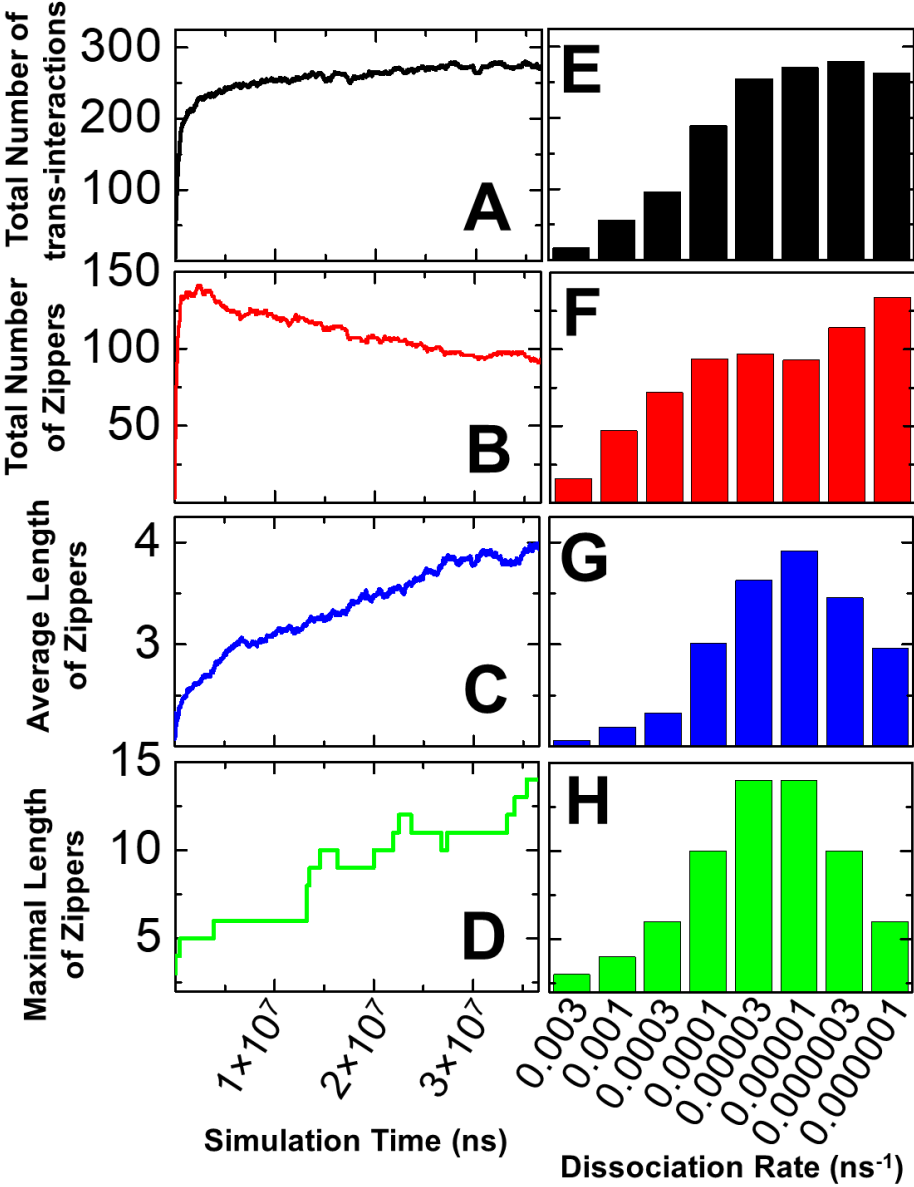 Total Number of
trans-interactions
300
200
100
A
E
Total Number
of Zippers
150
100
50
B
F
Average Length
of Zippers
4
3
C
G
Maximal Length
of Zippers
15
10
5
D
H
1×10⁷
2×10⁷
3×10⁷
Simulation Time (ns)
0.003
0.001
0.0003
0.0001
0.00003
0.00001
0.000003
0.0000001
Dissociation Rate (ns⁻¹)